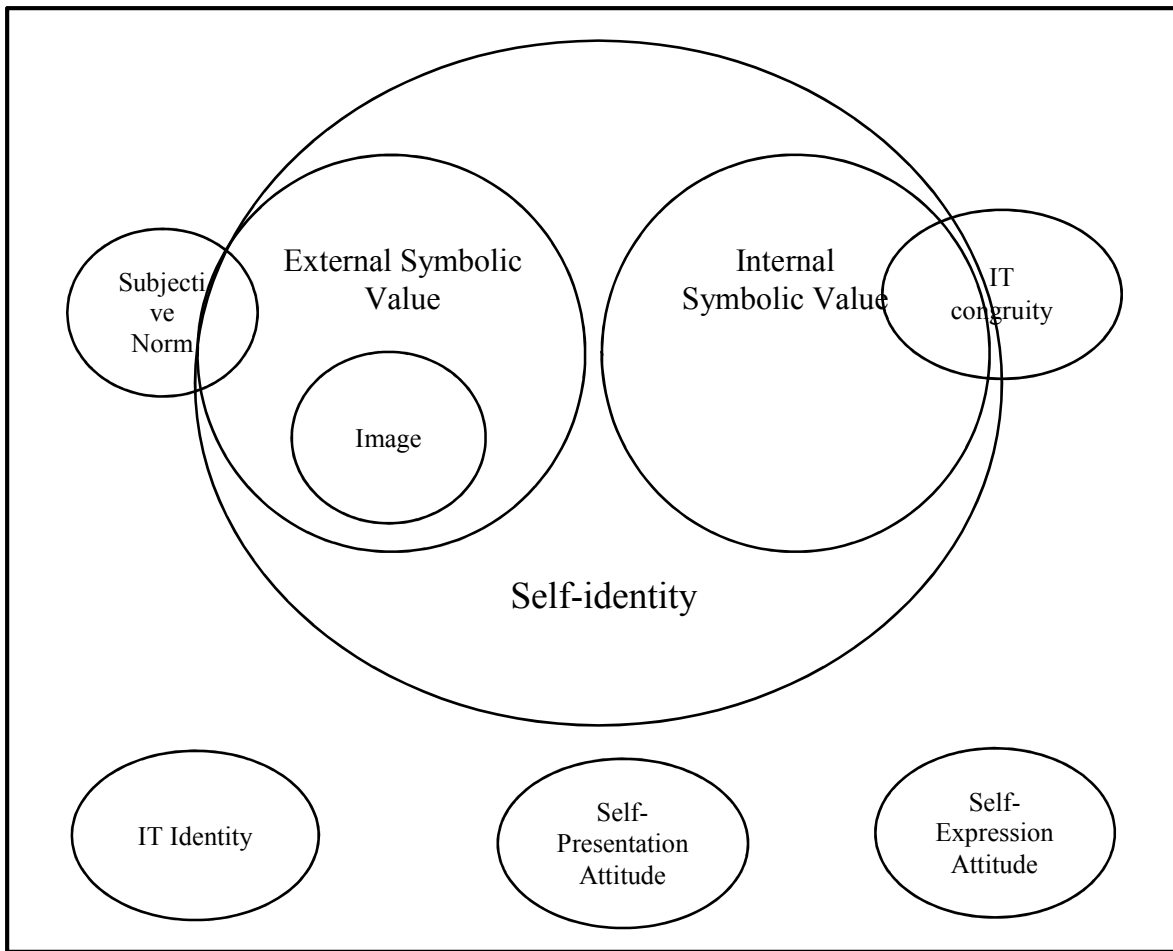 External Symbolic
Value
Internal
Symbolic Value
Subjecti
ve
Norm
IT
congruity
Image
Self-identity
IT Identity
Self-
Presentation
Attitude
Self-
Expression
Attitude